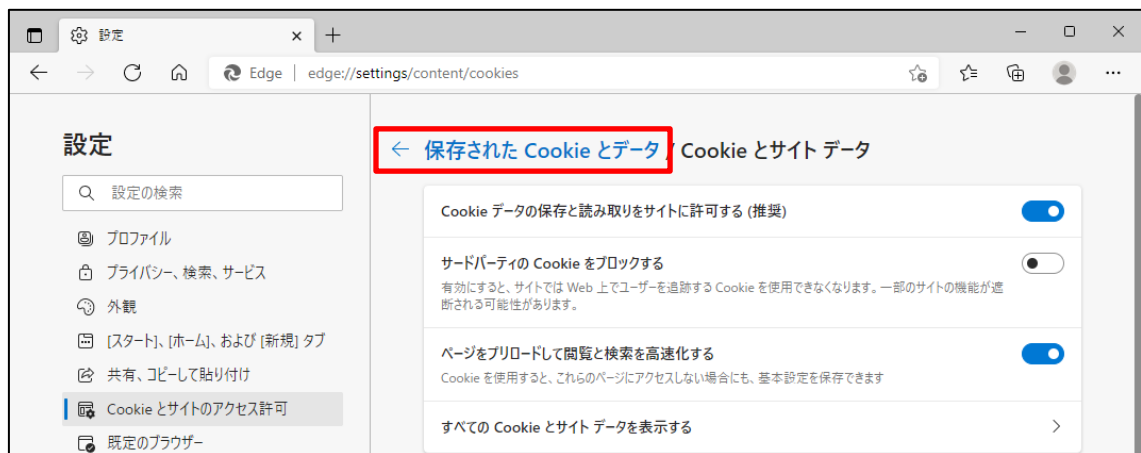 設定
Edge | edge://settings/content/cookies
設定
設定の検索
プロファイル
プライバシー、検索、サービス
外観
[スタート]、[ホーム]、および [新規] タブ
共有、コピーして貼り付け
Cookie とサイトのアクセス許可
既定のブラウザー
← 保存された Cookie とデータ / Cookie とサイト データ
Cookie データの保存と読み取りをサイトに許可する (推奨)
サードパーティの Cookie をブロックする
有効にすると、サイトでは Web 上でユーザーを追跡する Cookie を使用できなくなります。一部のサイトの機能が遮
断される可能性があります。
ページをプリロードして閲覧と検索を高速化する
Cookie を使用すると、これらのページにアクセスしない場合にも、基本設定を保存できます
すべての Cookie とサイト データを表示する